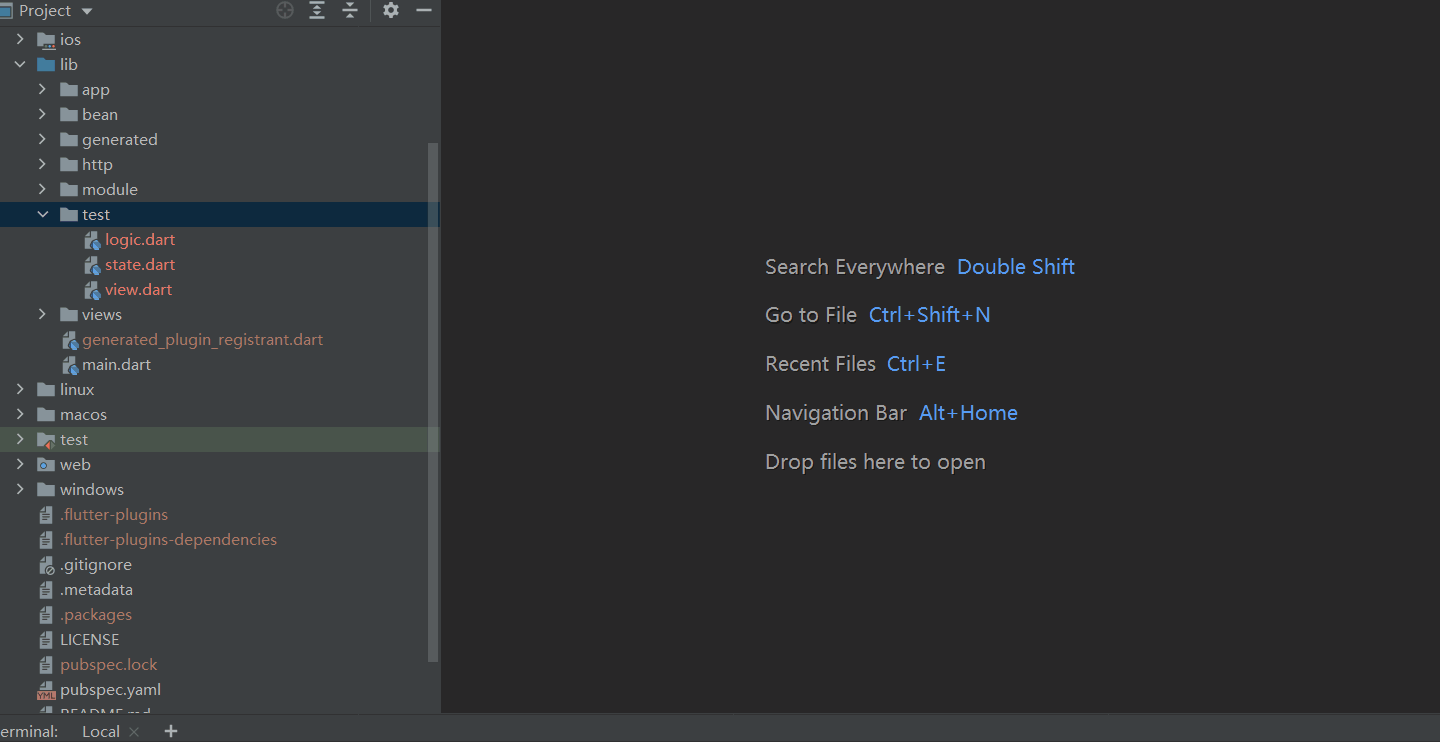 Project
ios
lib
app
bean
generated
http
module
test
logic.dart
state.dart
view.dart
views
generated_plugin_registrant.dart
main.dart
linux
macos
test
web
windows
.flutter-plugins
.flutter-plugins-dependencies
.gitignore
.metadata
.packages
LICENSE
pubspec.lock
YML pubspec.yaml
README.md
Search Everywhere Double Shift
Go to File Ctrl+Shift+N
Recent Files Ctrl+E
Navigation Bar Alt+Home
Drop files here to open
erminal: Local